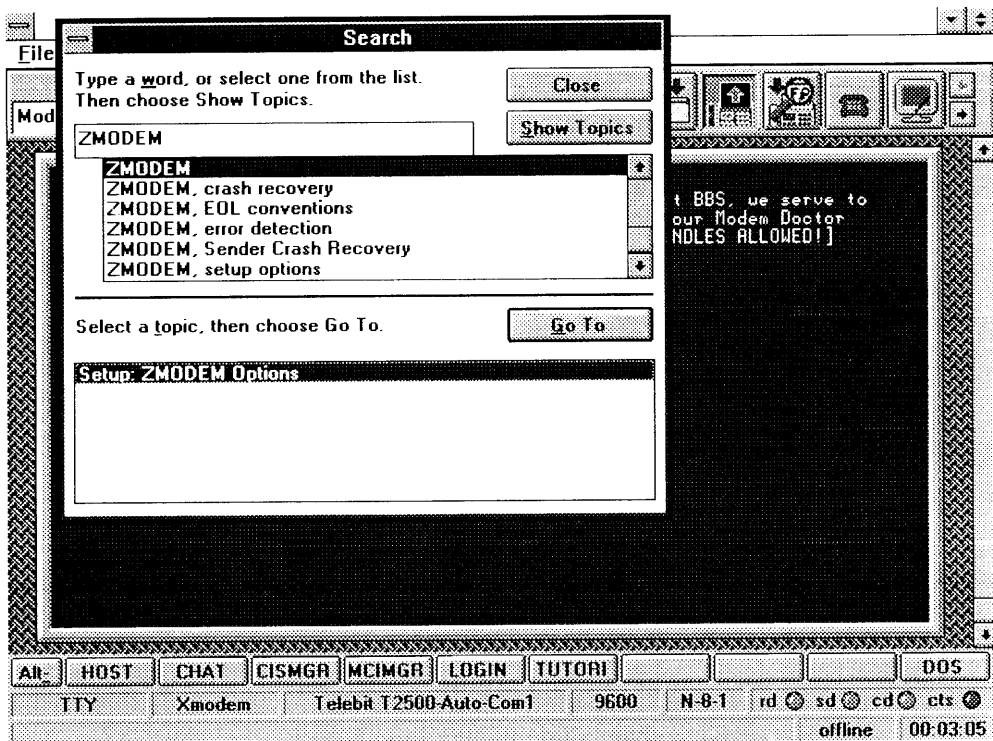 Search
File
Type a word, or select one from the list.
Then choose Show Topics.
Close
Show Topics
Mod
ZMODEM
ZMODEM
ZMODEM, crash recovery
ZMODEM, EOL conventions
ZMODEM, error detection
ZMODEM, Sender Crash Recovery
ZMODEM, setup options
t BBS, we serve to
our Modem Doctor
NDLES ALLOWED!]
Select a topic, then choose Go To.
Go To
Setup: ZMODEM Options
Alt- HOST CHAT CISMGR MCIMGR LOGIN TUTORI DOS
TTY Xmodem Telebit T2500-Auto-Com1 9600 N-8-1 rd sd cd cts
offline 00:03:05